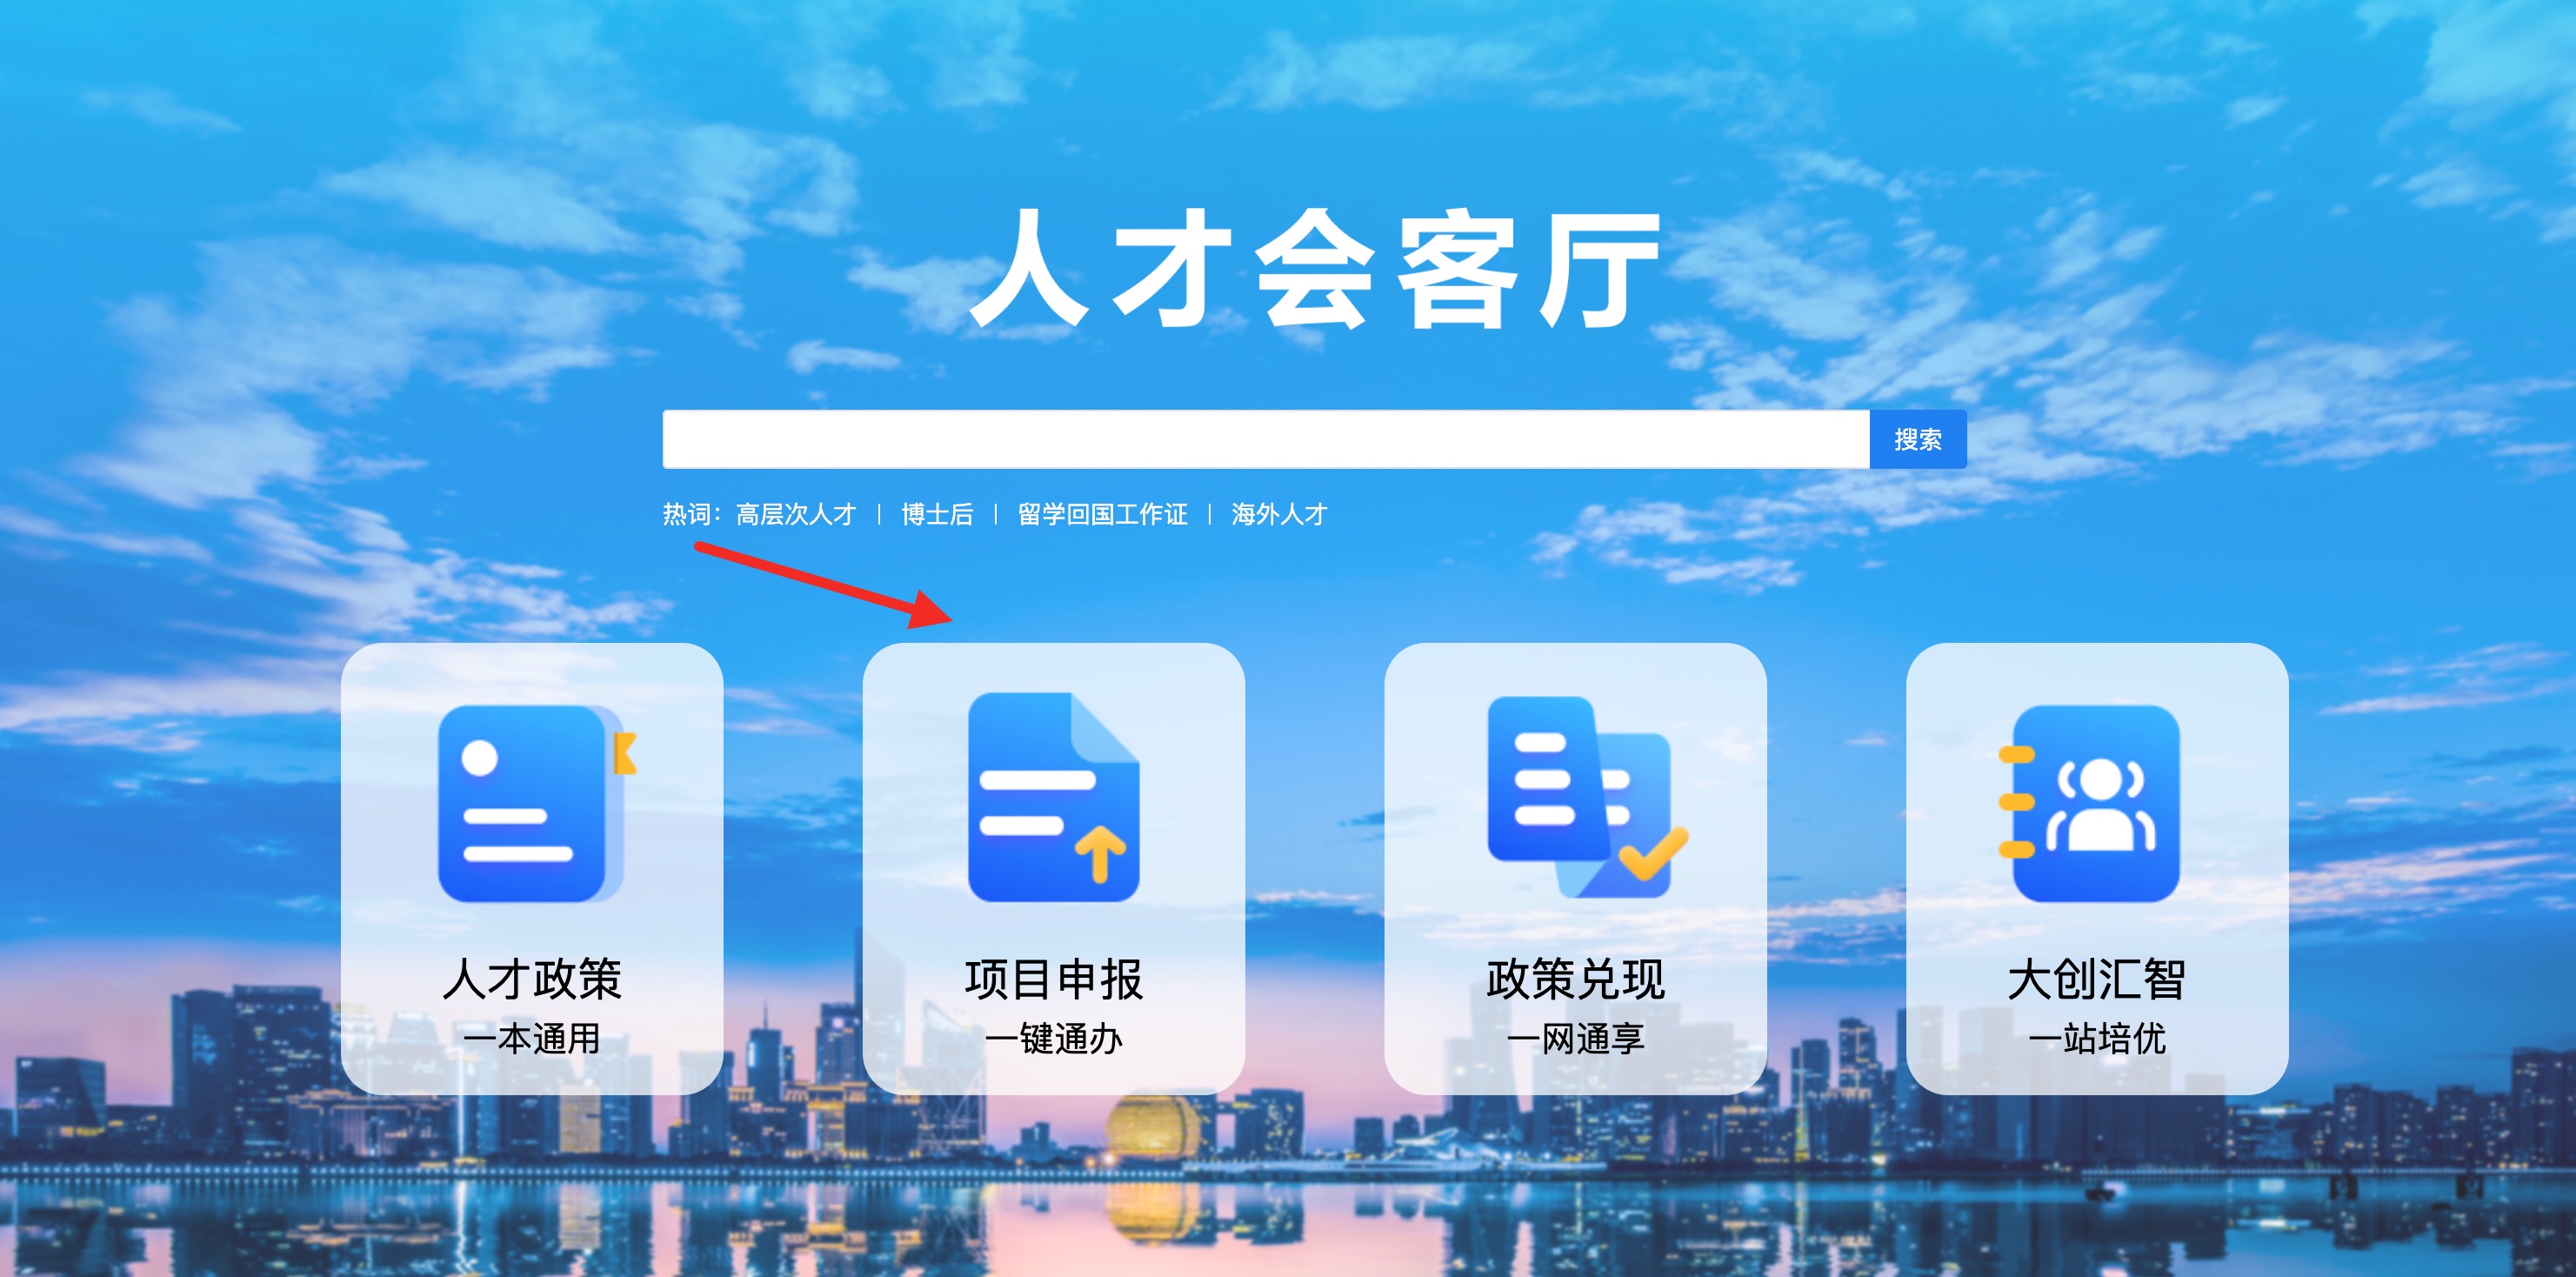 人才会客厅
搜索
热词：高层次人才 | 博士后 | 留学回国工作证 | 海外人才
人才政策
一本通用
项目申报
一键通办
政策兑现
一网通享
大创汇智
一站培优